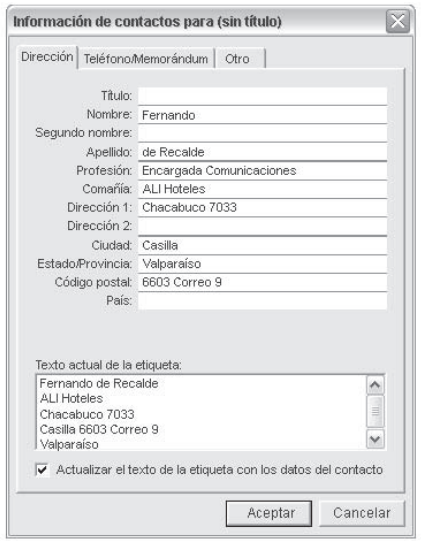 Información de contactos para (sin título)
Dirección Teléfono/Memorándum Otro
Título:
Nombre: Fernando
Segundo nombre:
Apellido: de Recalde
Profesión: Encargada Comunicaciones
Comañía: ALI Hoteles
Dirección 1: Chacabuco 7033
Dirección 2:
Ciudad: Casilla
Estado/Provincia: Valparaíso
Código postal: 6603 Correo 9
País:
Texto actual de la etiqueta:
Fernando de Recalde
ALI Hoteles
Chacabuco 7033
Casilla 6603 Correo 9
Valparaíso
Actualizar el texto de la etiqueta con los datos del contacto
Aceptar Cancelar